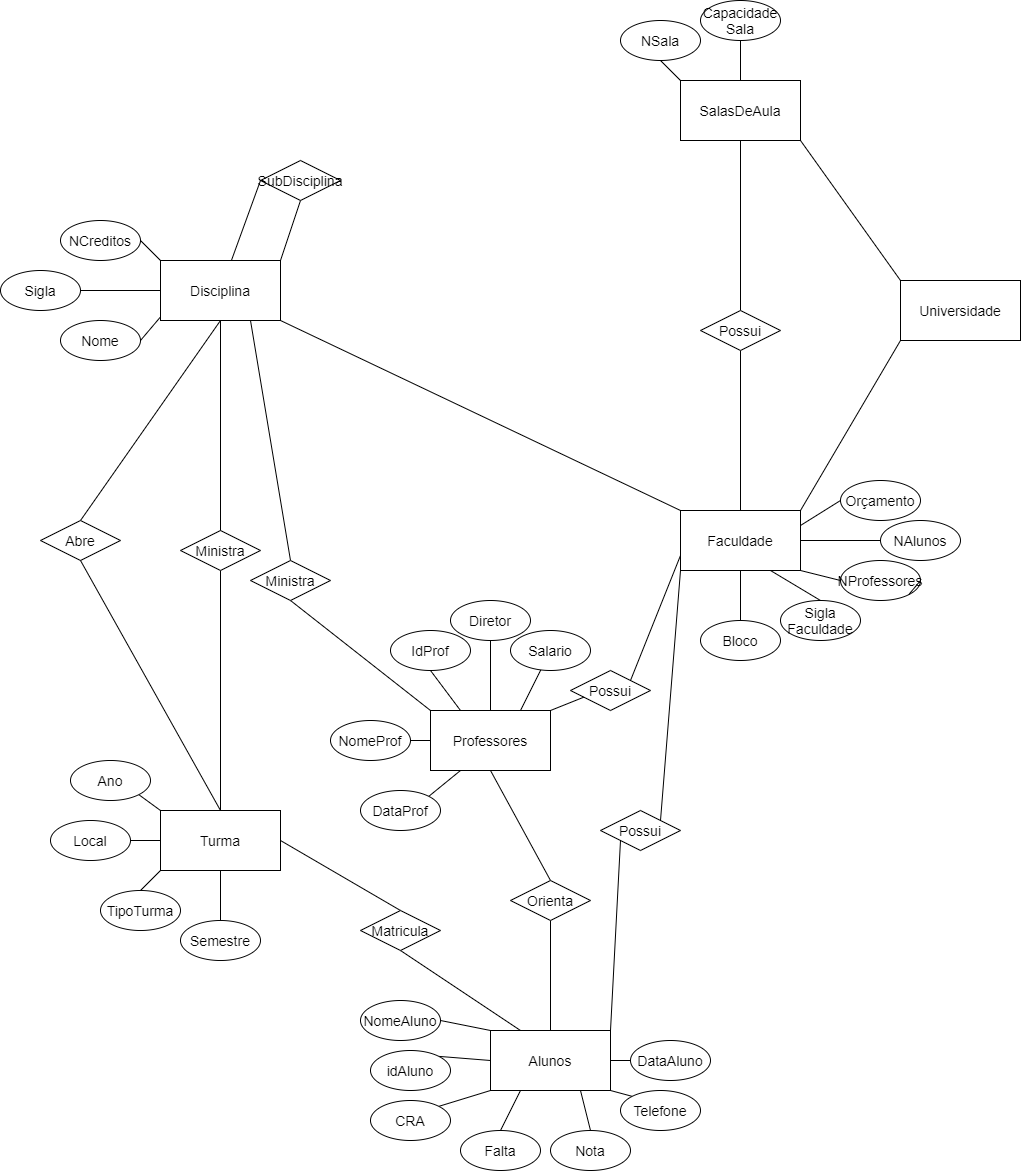 Capacidade
Sala
NSala
SalasDeAula
SubDisciplina
NCreditos
Sigla
Disciplina
Nome
Universidade
Possui
Orçamento
Abre
Ministra
Ministra
Faculdade
NAlunos
NProfessores
Sigla
Faculdade
Bloco
Diretor
IdProf
Salario
Possui
NomeProf
Professores
DataProf
Ano
Local
Turma
TipoTurma
Semestre
Possui
Orienta
Matricula
NomeAluno
idAluno
Alunos
DataAluno
CRA
Telefone
Falta
Nota